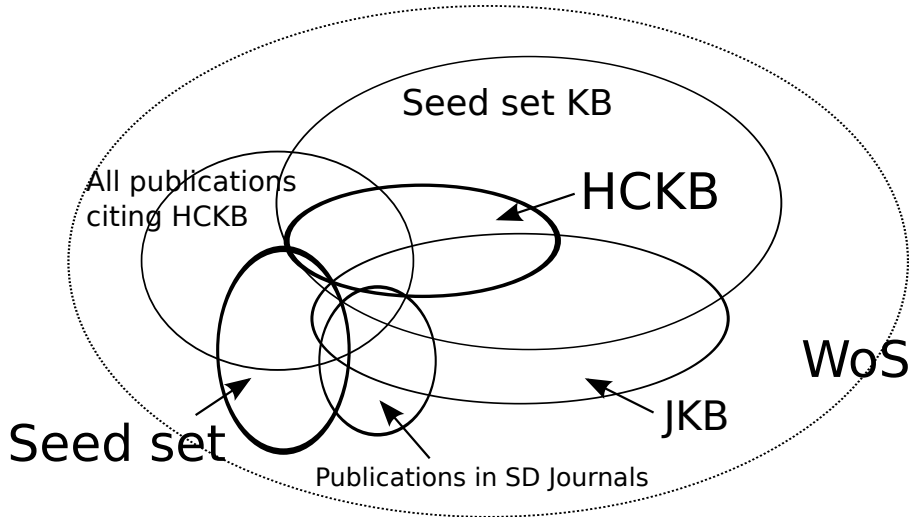 Seed set KB
All publications
citing HCKB
HCKB
WoS
JKB
Seed set
Publications in SD Journals